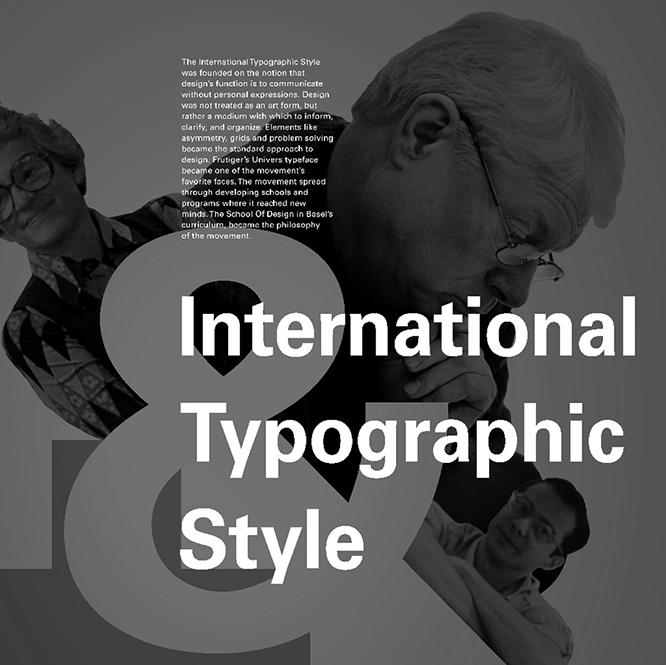 The International Typographic Style
was founded on the notion that
design's function is to communicate
without personal expressions. Design
was not treated as an art form, but
rather a medium with which to inform,
clarify, and organize. Elements like
asymmetry, grids and problem solving
became the standard approach to
design. Frutiger's Univers typeface
became one of the movement's
favorite faces. The movement spread
through developing schools and
programs where it reached new
minds. The School Of Design in Basel's
curriculum, became the philosophy
of the movement.
&
International
Typographic
Style